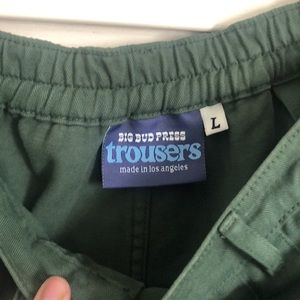 BIG BUD PRESS
trousers
made in los angeles
L